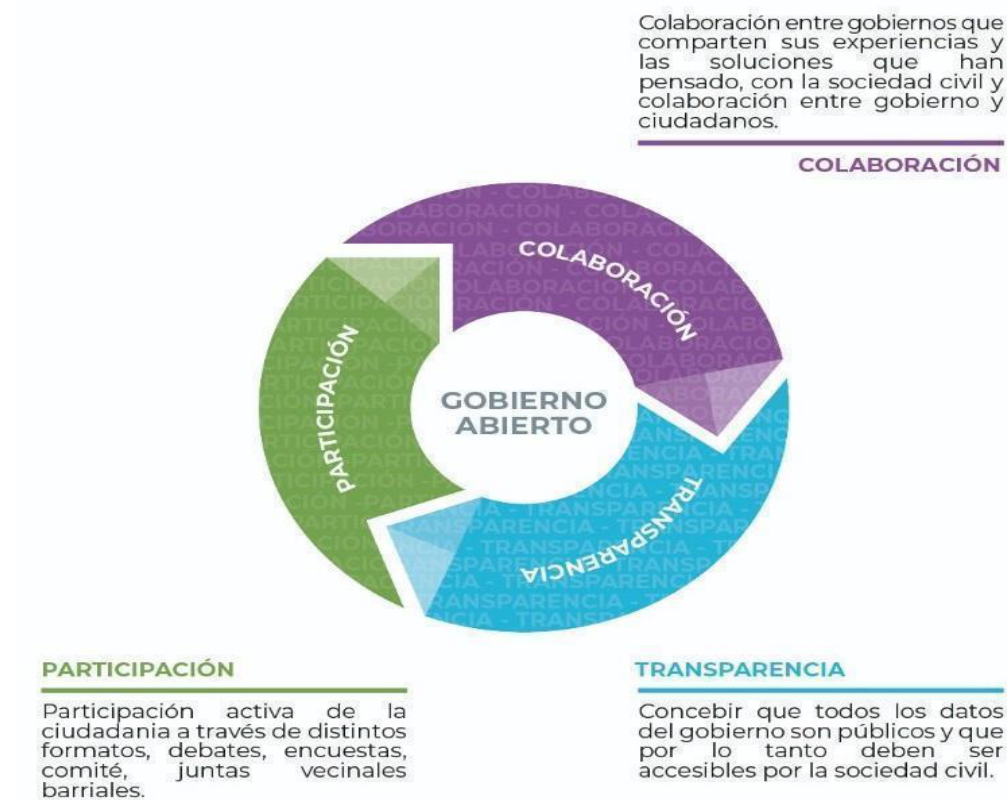 Colaboración entre gobiernos que
comparten sus experiencias y
las soluciones que han
pensado, con la sociedad civil y
colaboración entre gobierno y
ciudadanos.
COLABORACIÓN
COLABORACIÓN
PARTICIPACIÓN
GOBIERNO
ABIERTO
TRANSPARENCIA
PARTICIPACIÓN
Participación activa de la
ciudadania a través de distintos
formatos, debates, encuestas,
comité, juntas vecinales
barriales.
TRANSPARENCIA
Concebir que todos los datos
del gobierno son públicos y que
por lo tanto deben ser
accesibles por la sociedad civil.